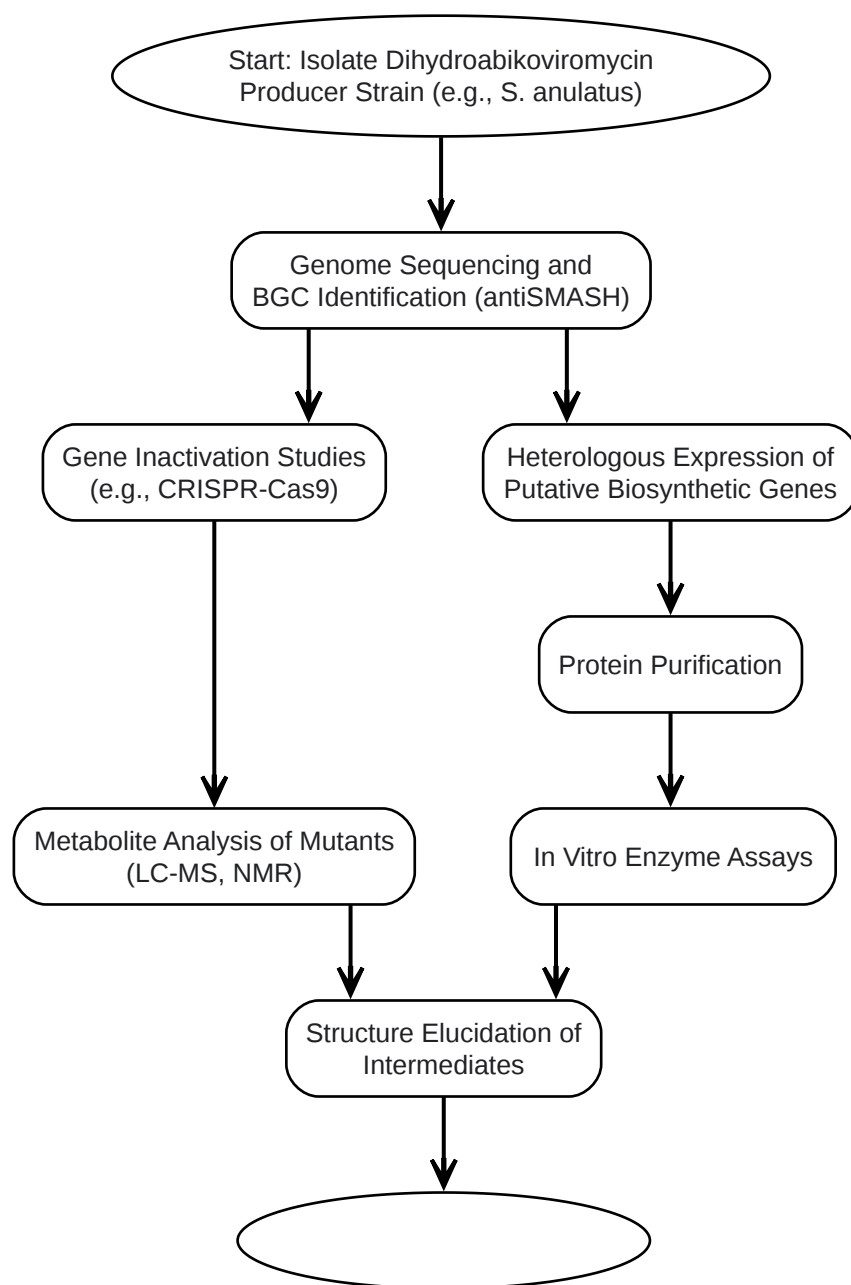 Start: Isolate Dihydroabikoviromycin
Producer Strain (e.g., S. anulatus)
Genome Sequencing and
BGC Identification (antiSMASH)
Gene Inactivation Studies
(e.g., CRISPR-Cas9)
Heterologous Expression of
Putative Biosynthetic Genes
Protein Purification
Metabolite Analysis of Mutants
(LC-MS, NMR)
In Vitro Enzyme Assays
Structure Elucidation of
Intermediates